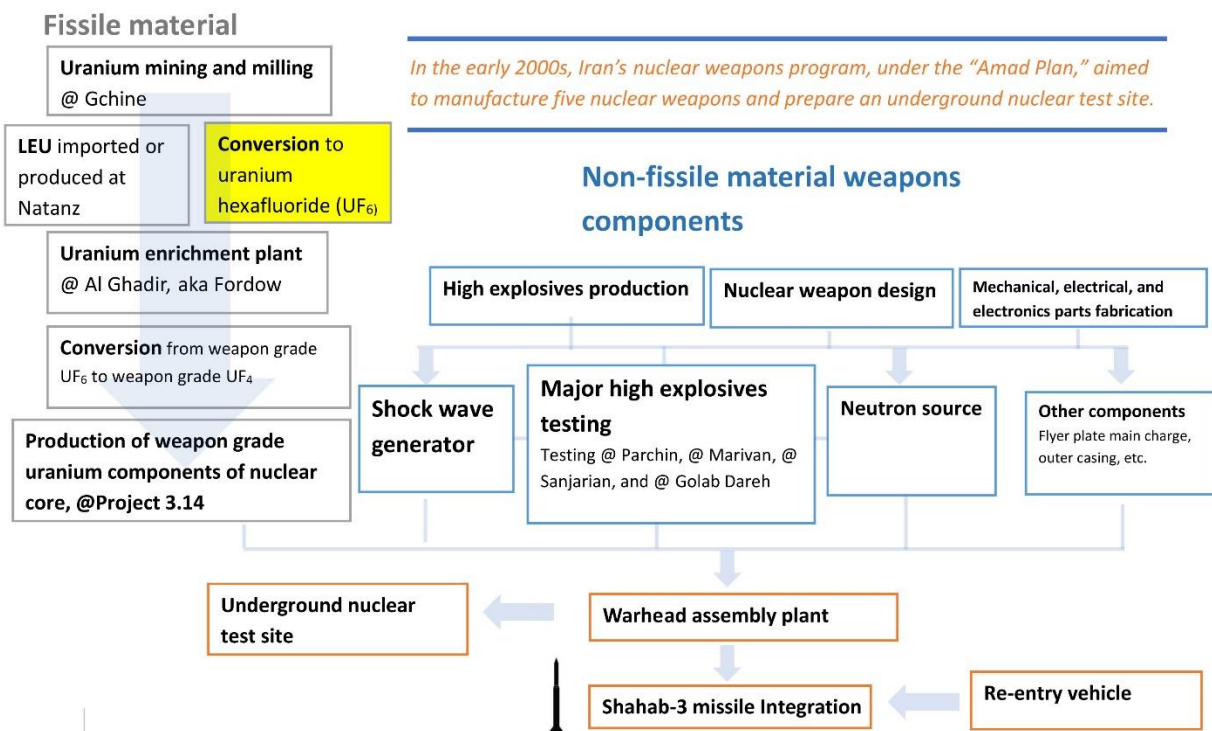 Fissile material
Uranium mining and milling
@ Gchine
In the early 2000s, Iran's nuclear weapons program, under the “Amad Plan,” aimed
to manufacture five nuclear weapons and prepare an underground nuclear test site.
LEU imported or
produced at
Natanz
Conversion to
uranium
hexafluoride (UF₆)
Non-fissile material weapons
components
Uranium enrichment plant
@ Al Ghadir, aka Fordow
High explosives production
Nuclear weapon design
Mechanical, electrical, and
electronics parts fabrication
Conversion from weapon grade
UF₆ to weapon grade UF₄
Shock wave
generator
Major high explosives
testing
Testing @ Parchin, @ Marivan, @
Sanjarian, and @ Golab Dareh
Neutron source
Other components
Flyer plate main charge,
outer casing, etc.
Production of weapon grade
uranium components of nuclear
core, @Project 3.14
Underground nuclear
test site
Warhead assembly plant
Shahab-3 missile Integration
Re-entry vehicle